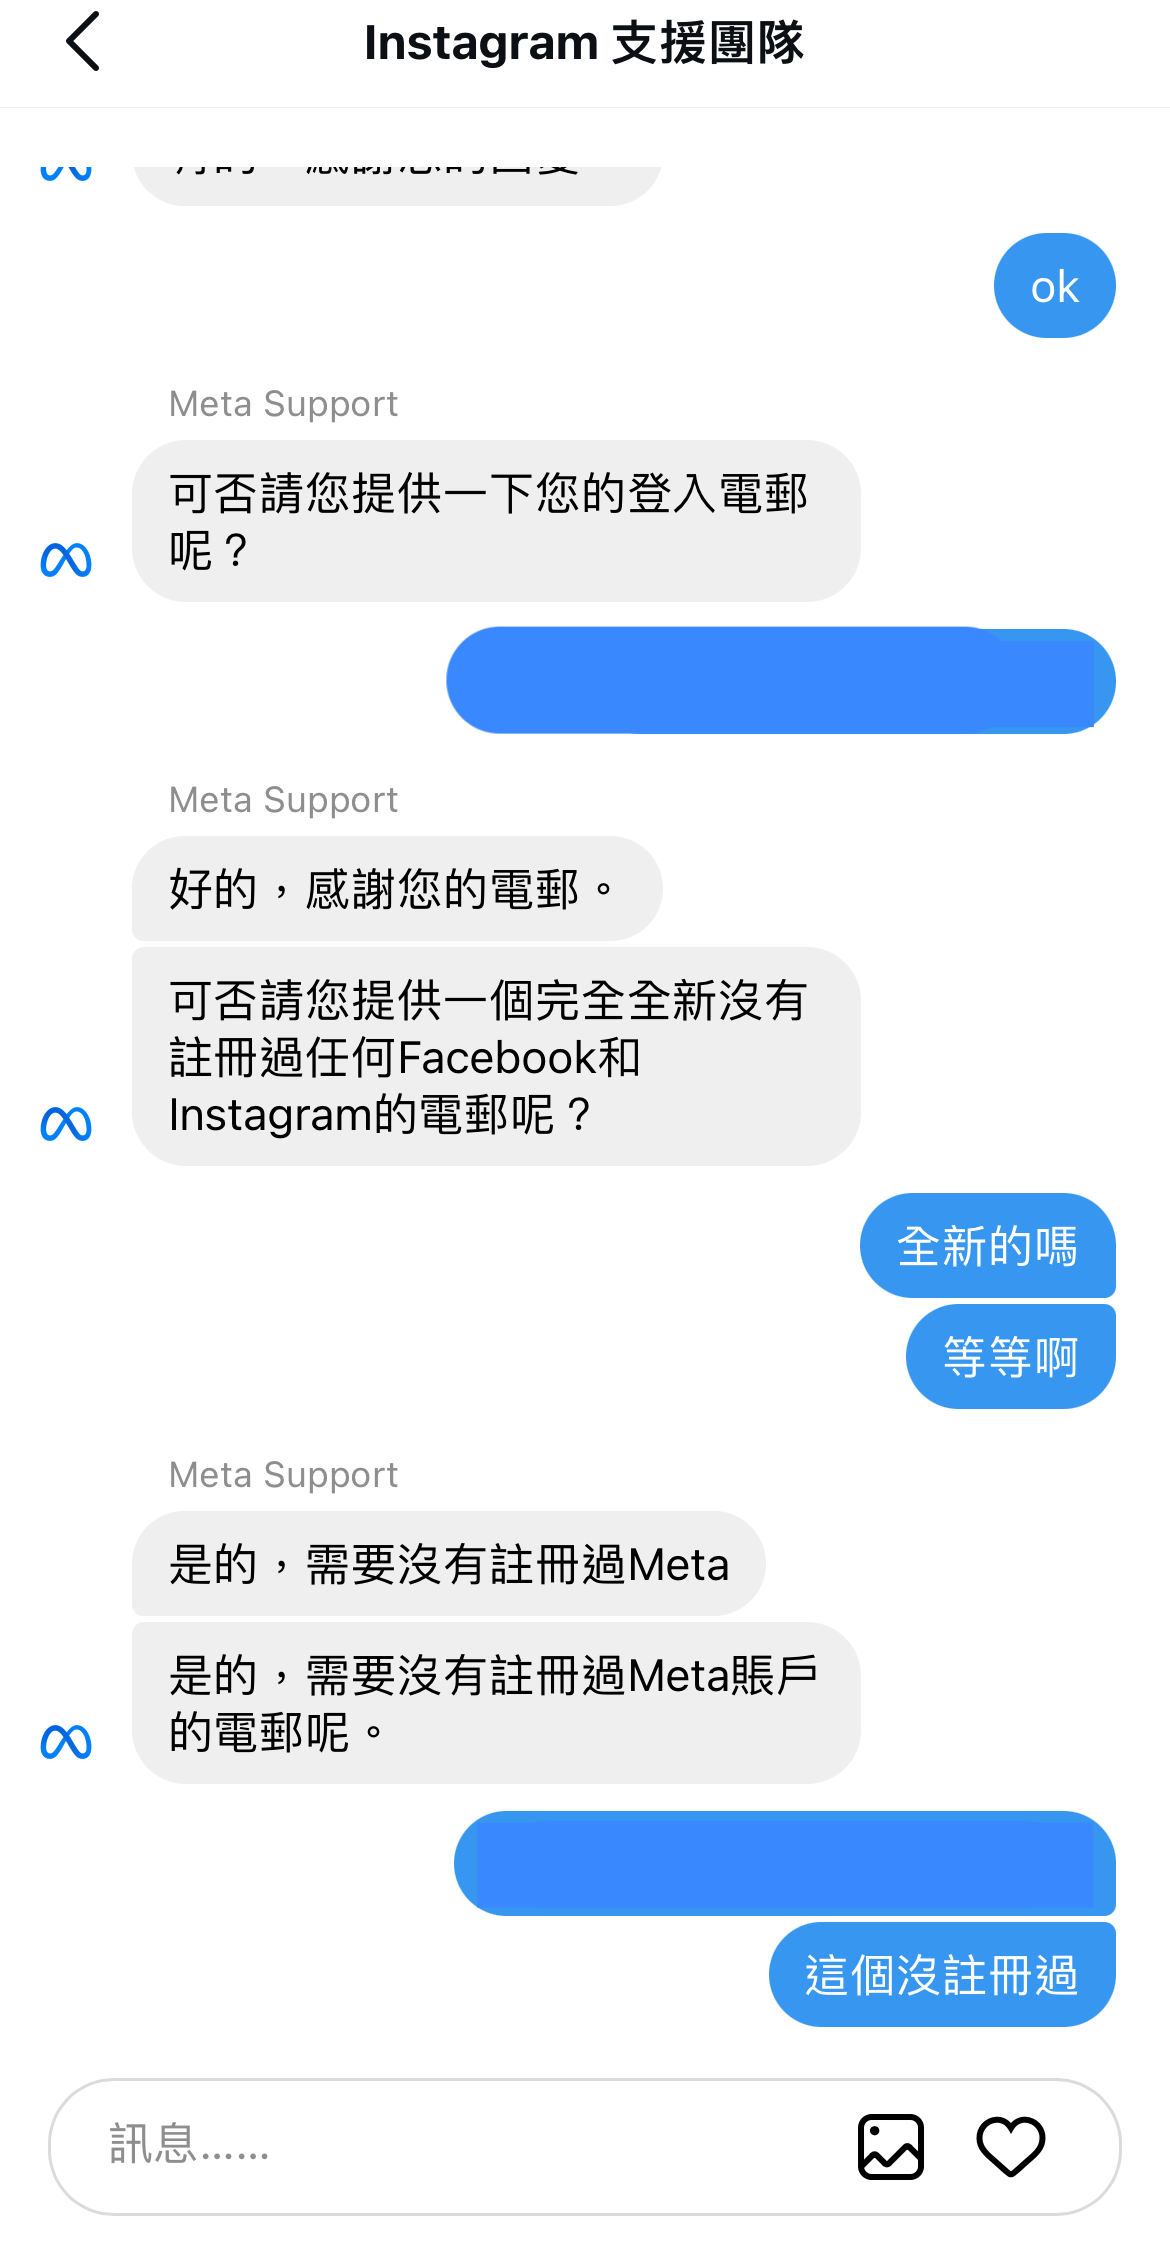 Instagram 支援團隊
ok
Meta Support
可否請您提供一下您的登入電郵
呢？
Meta Support
好的，感謝您的電郵。
可否請您提供一個完全全新沒有
註冊過任何Facebook和
Instagram的電郵呢？
全新的嗎
等等啊
Meta Support
是的，需要沒有註冊過Meta
是的，需要沒有註冊過Meta賬戶
的電郵呢。
這個沒註冊過
訊息......